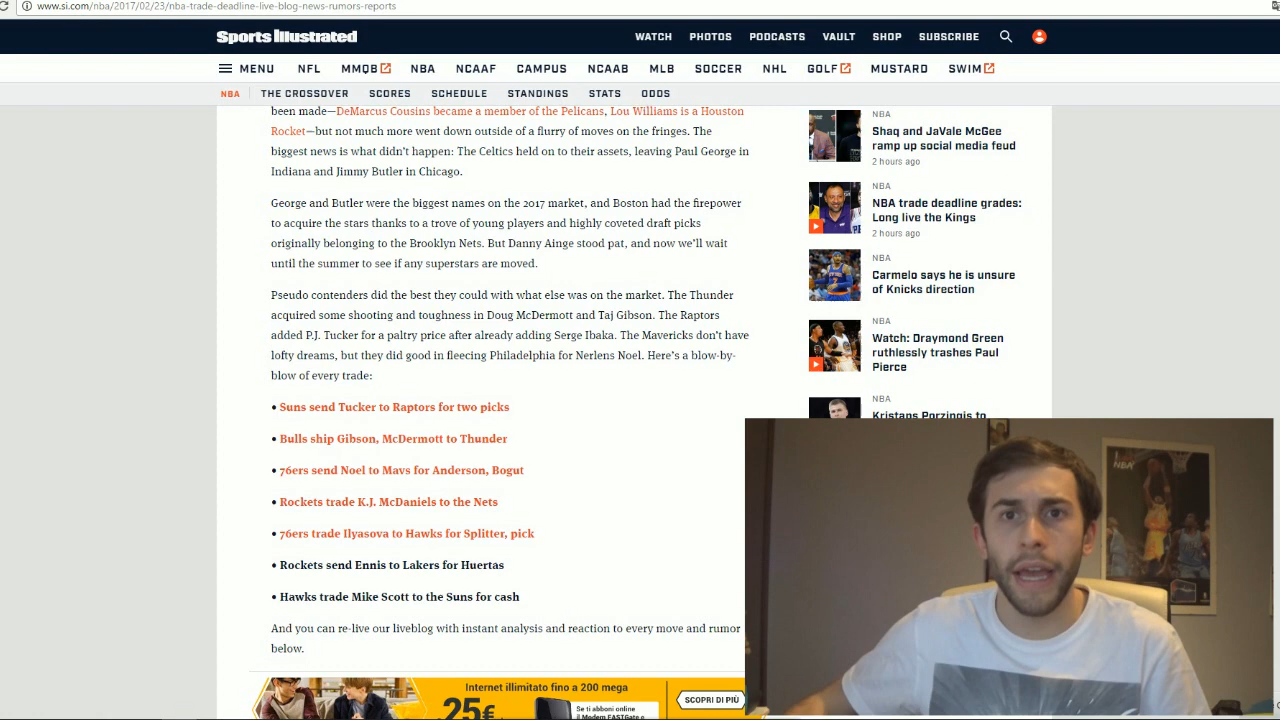 www.si.com/nba/2017/02/23/nba-trade-deadline-live-blog-news-rumors-reports
Sports Illustrated
WATCH PHOTOS PODCASTS VAULT SHOP SUBSCRIBE
MENU NFL MMQB NBA NCAAF CAMPUS NCAAB MLB SOCCER NHL GOLF MUSTARD SWIM
NBA THE CROSSOVER SCORES SCHEDULE STANDINGS STATS ODDS
been made—DeMarcus Cousins became a member of the Pelicans, Lou Williams is a Houston
Rocket—but not much more went down outside of a flurry of moves on the fringes. The
biggest news is what didn't happen: The Celtics held on to their assets, leaving Paul George in
Indiana and Jimmy Butler in Chicago.
George and Butler were the biggest names on the 2017 market, and Boston had the firepower
to acquire the stars thanks to a trove of young players and highly coveted draft picks
originally belonging to the Brooklyn Nets. But Danny Ainge stood pat, and now we'll wait
until the summer to see if any superstars are moved.
Pseudo contenders did the best they could with what else was on the market. The Thunder
acquired some shooting and toughness in Doug McDermott and Taj Gibson. The Raptors
added P.J. Tucker for a paltry price after already adding Serge Ibaka. The Mavericks don't have
lofty dreams, but they did good in fleecing Philadelphia for Nerlens Noel. Here's a blow-by-
blow of every trade:
• Suns send Tucker to Raptors for two picks
• Bulls ship Gibson, McDermott to Thunder
• 76ers send Noel to Mavs for Anderson, Bogut
• Rockets trade K.J. McDaniels to the Nets
• 76ers trade Ilyasova to Hawks for Splitter, pick
• Rockets send Ennis to Lakers for Huertas
• Hawks trade Mike Scott to the Suns for cash
And you can re-live our liveblog with instant analysis and reaction to every move and rumor
below.
NBA
Shaq and JaVale McGee
ramp up social media feud
2 hours ago
NBA
NBA trade deadline grades:
Long live the Kings
2 hours ago
NBA
Carmelo says he is unsure
of Knicks direction
NBA
Watch: Draymond Green
ruthlessly trashes Paul
Pierce
NBA
Kristaps Porzingis to
Internet illimitato fino a 200 mega
25€
Se ti abboni online
il Modem FASTGate o
SCOPRI DI PIÙ
NBA